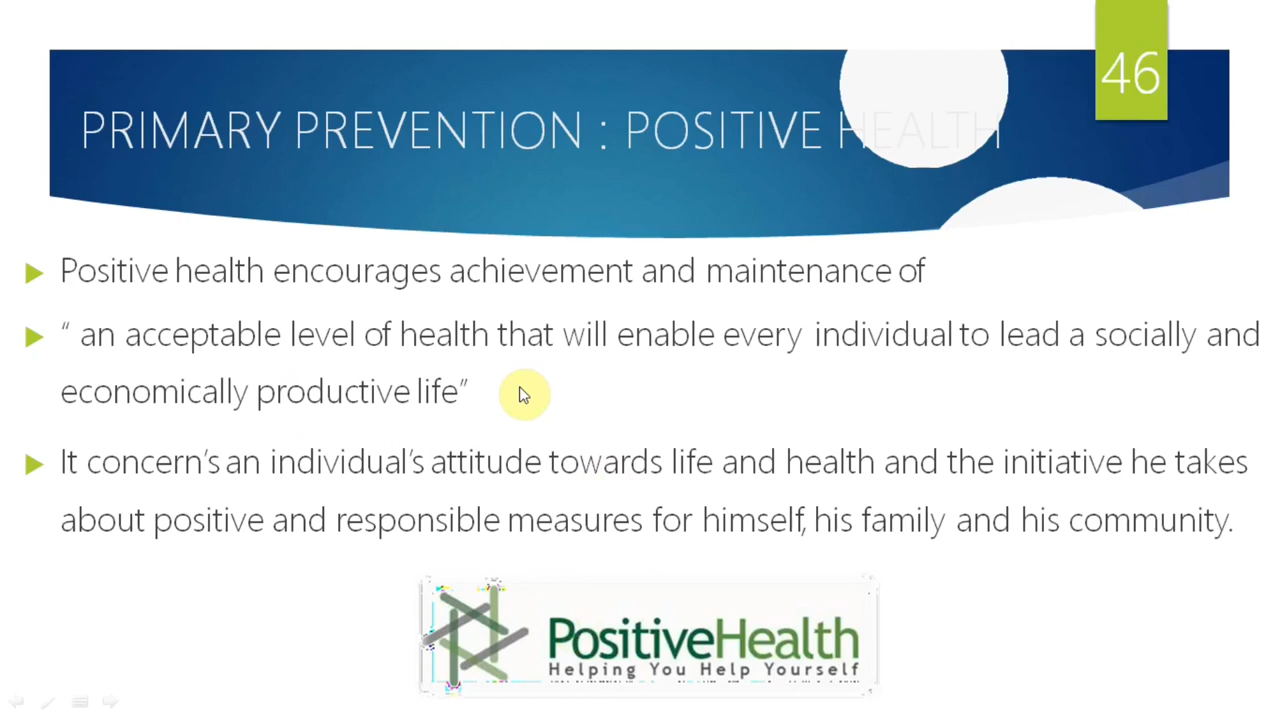 46
PRIMARY PREVENTION : POSITIVE HEALTH
Positive health encourages achievement and maintenance of
“ an acceptable level of health that will enable every individual to lead a socially and
economically productive life”
It concern’s an individual’s attitude towards life and health and the initiative he takes
about positive and responsible measures for himself, his family and his community.
PositiveHealth
Helping You Help Yourself